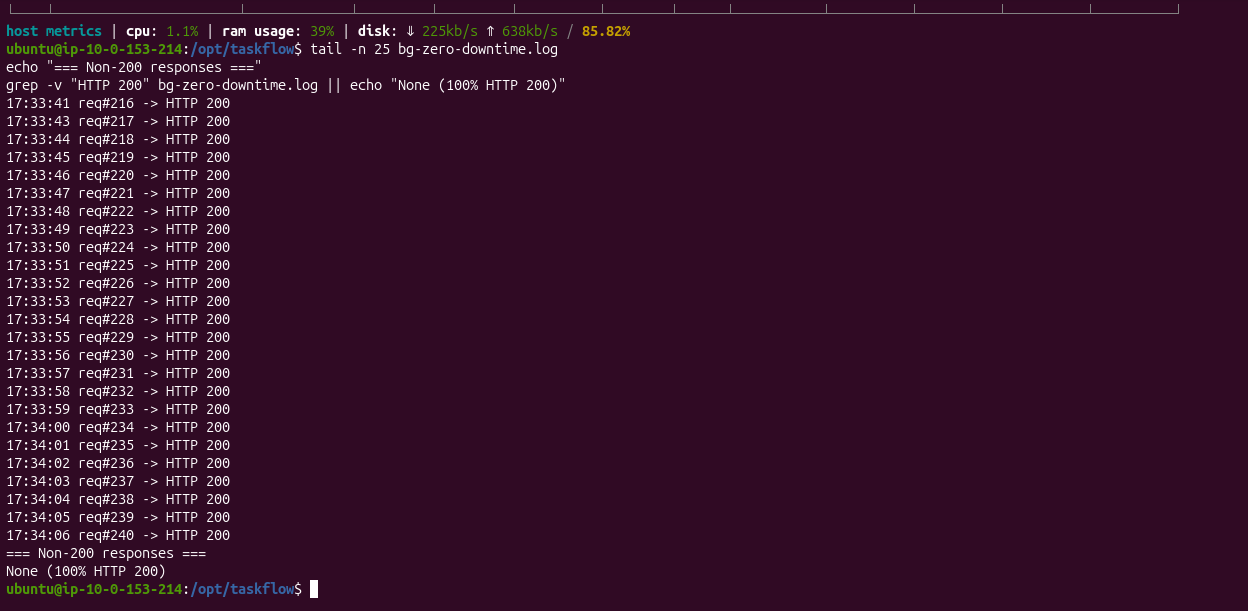 host metrics | cpu: 1.1% | ram usage: 39% | disk: ⇓ 225kb/s ⇑ 638kb/s / 85.82%
ubuntu@ip-10-0-153-214:/opt/taskflow$ tail -n 25 bg-zero-downtime.log
echo "=== Non-200 responses ==="
grep -v "HTTP 200" bg-zero-downtime.log || echo "None (100% HTTP 200)"
17:33:41 req#216 -> HTTP 200
17:33:43 req#217 -> HTTP 200
17:33:44 req#218 -> HTTP 200
17:33:45 req#219 -> HTTP 200
17:33:46 req#220 -> HTTP 200
17:33:47 req#221 -> HTTP 200
17:33:48 req#222 -> HTTP 200
17:33:49 req#223 -> HTTP 200
17:33:50 req#224 -> HTTP 200
17:33:51 req#225 -> HTTP 200
17:33:52 req#226 -> HTTP 200
17:33:53 req#227 -> HTTP 200
17:33:54 req#228 -> HTTP 200
17:33:55 req#229 -> HTTP 200
17:33:56 req#230 -> HTTP 200
17:33:57 req#231 -> HTTP 200
17:33:58 req#232 -> HTTP 200
17:33:59 req#233 -> HTTP 200
17:34:00 req#234 -> HTTP 200
17:34:01 req#235 -> HTTP 200
17:34:02 req#236 -> HTTP 200
17:34:03 req#237 -> HTTP 200
17:34:04 req#238 -> HTTP 200
17:34:05 req#239 -> HTTP 200
17:34:06 req#240 -> HTTP 200
=== Non-200 responses ===
None (100% HTTP 200)
ubuntu@ip-10-0-153-214:/opt/taskflow$